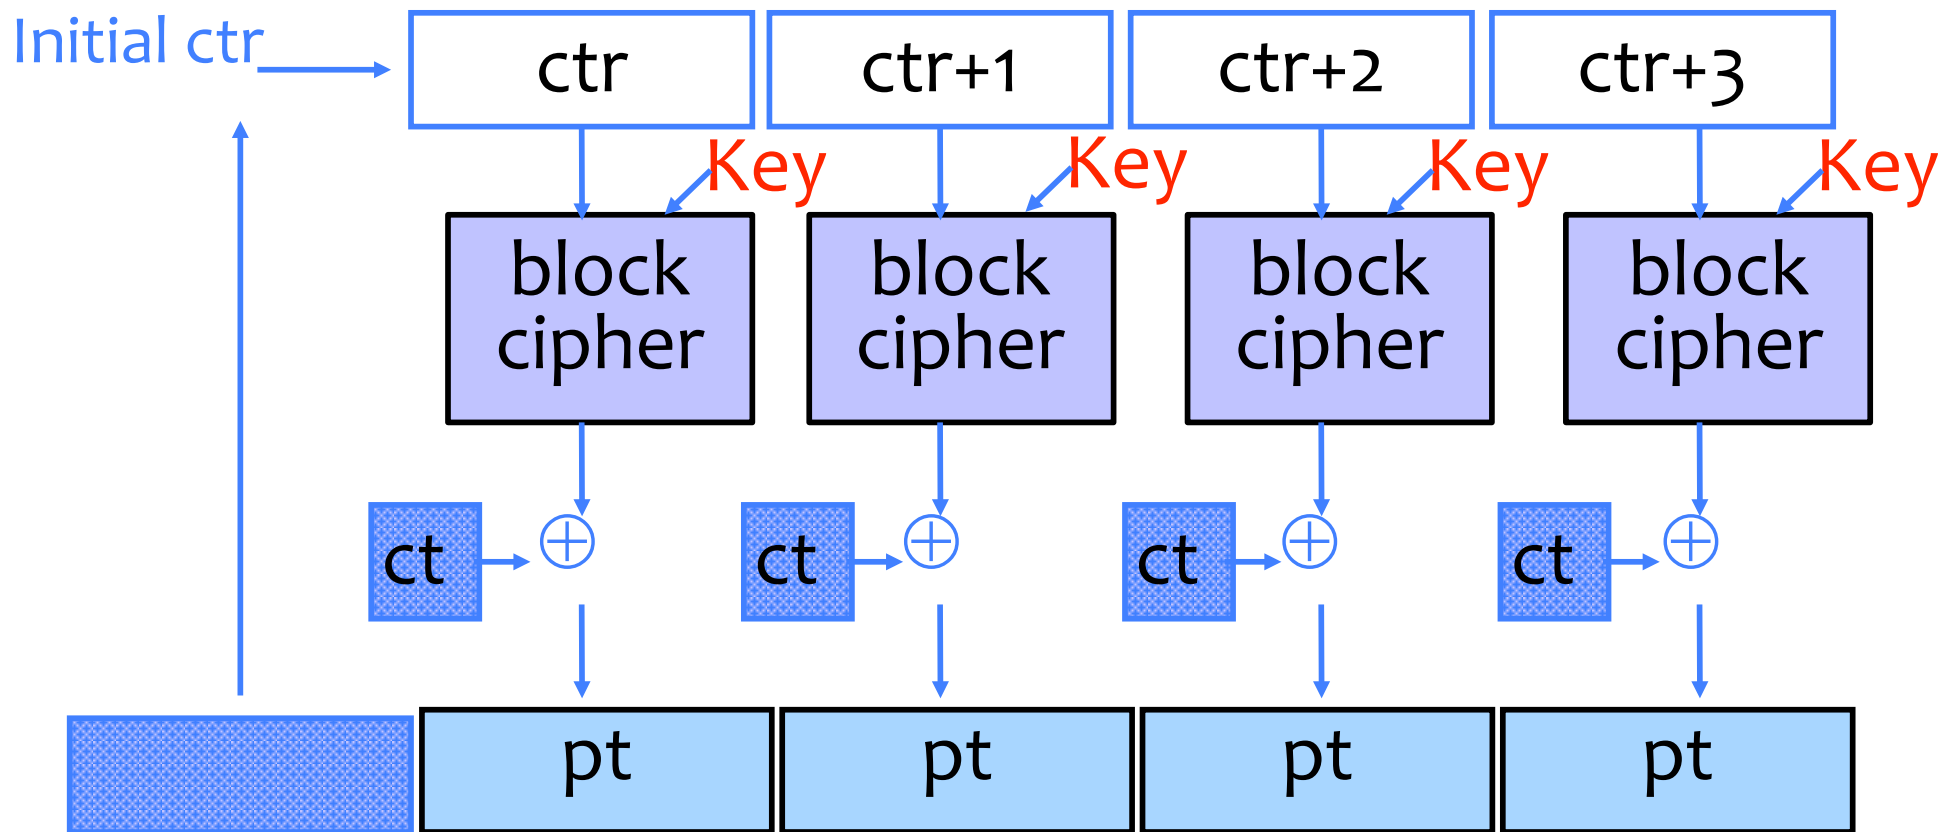 Initial ctr
ctr
ctr+1
ctr+2
ctr+3
Key
Key
Key
Key
block
cipher
block
cipher
block
cipher
block
cipher
ct
ct
ct
ct
pt
pt
pt
pt